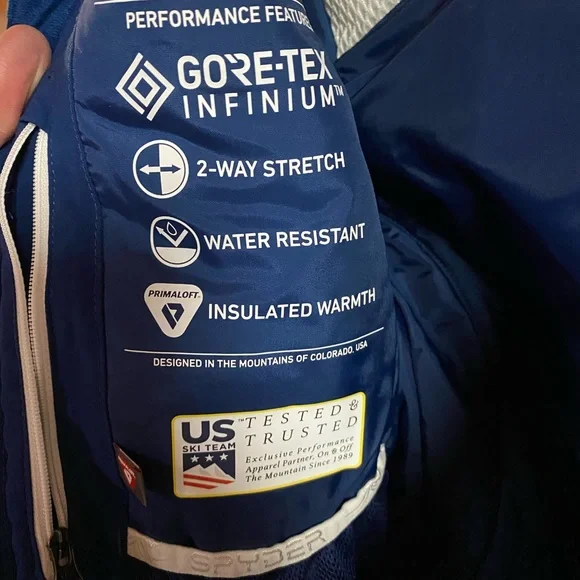 PERFORMANCE FEATURES
GORE-TEX
INFINIUM™
2-WAY STRETCH
WATER RESISTANT
PRIMALOFT®
INSULATED WARMTH
DESIGNED IN THE MOUNTAINS OF COLORADO, USA
US™
SKI TEAM
TESTED &
TRUSTED
Exclusive Performance
Apparel Partner, On & Off
The Mountain Since 1989
SPYDER